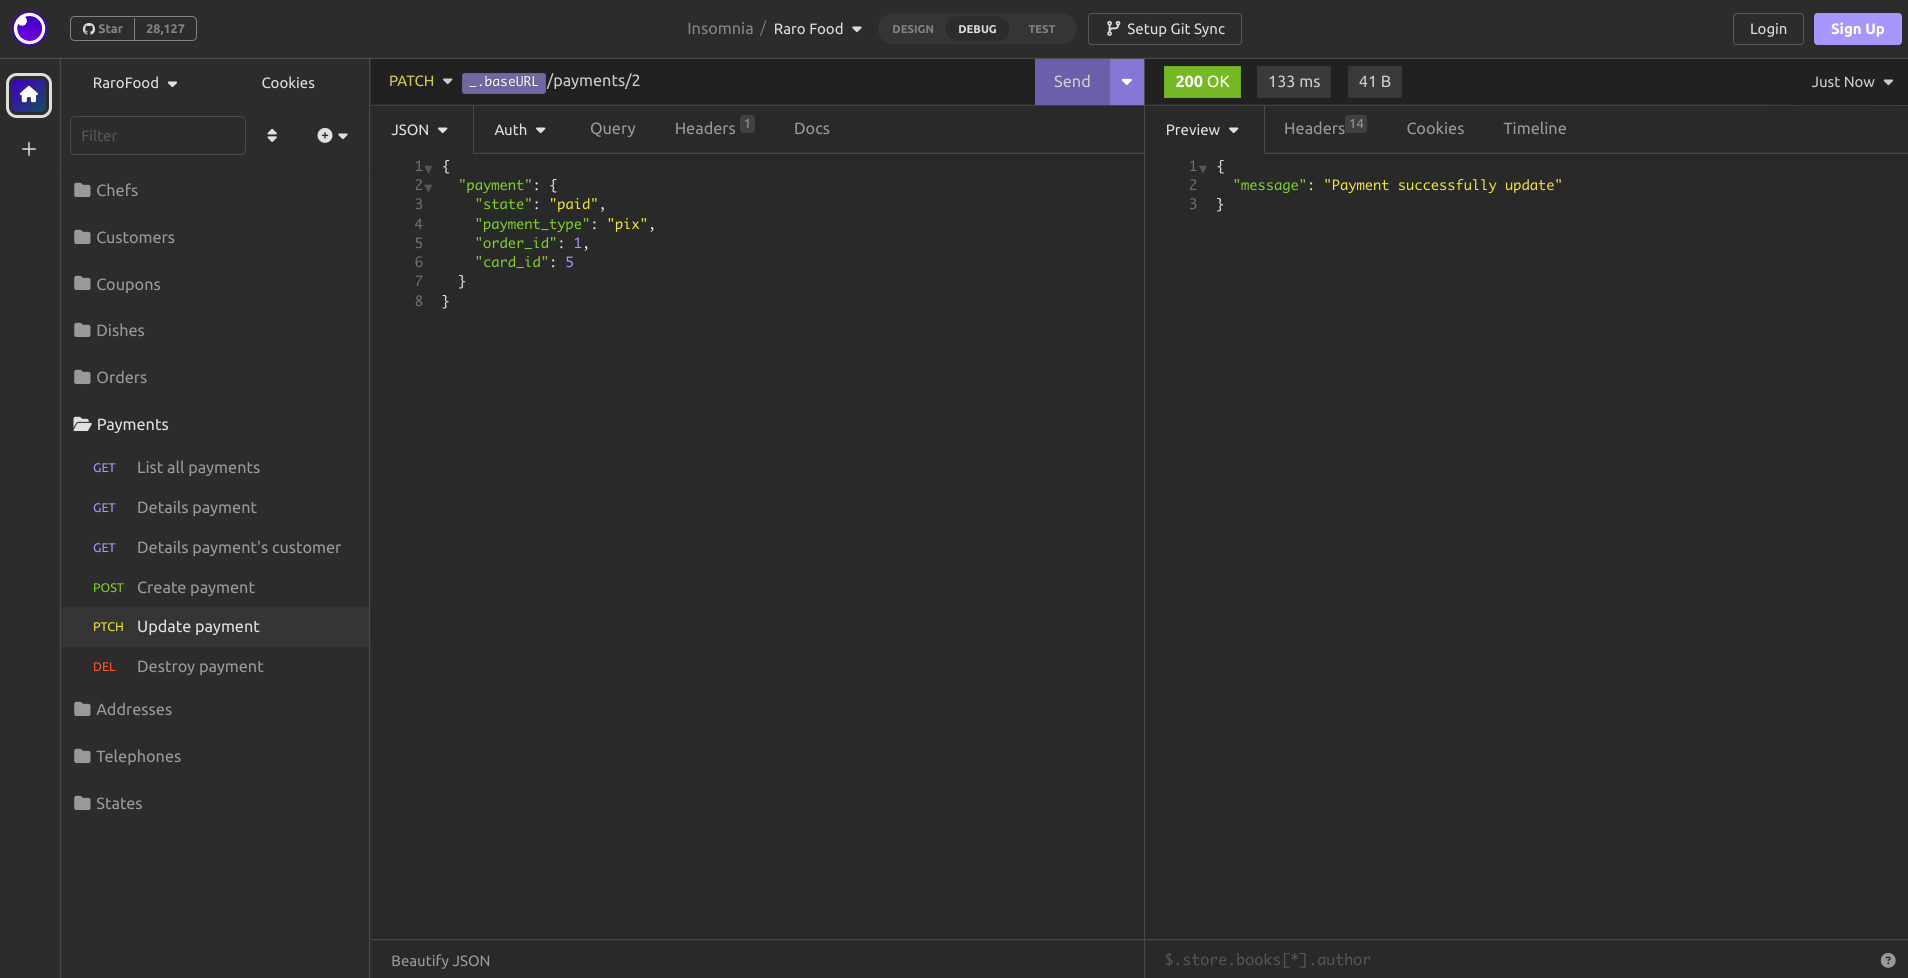 Star 28,127
Insomnia / Raro Food
DESIGN DEBUG TEST
Setup Git Sync
Login
Sign Up
RaroFood
Cookies
Filter
Chefs
Customers
Coupons
Dishes
Orders
Payments
GET List all payments
GET Details payment
GET Details payment's customer
POST Create payment
PTCH Update payment
DEL Destroy payment
Addresses
Telephones
States
PATCH _.baseURL/payments/2
Send
JSON Auth Query Headers 1 Docs
1 {
2 "payment": {
3 "state": "paid",
4 "payment_type": "pix",
5 "order_id": 1,
6 "card_id": 5
7 }
8 }
Beautify JSON
200 OK 133 ms 41 B
Just Now
Preview Headers 14 Cookies Timeline
1 {
2 "message": "Payment successfully update"
3 }
$.store.books[*].author
?